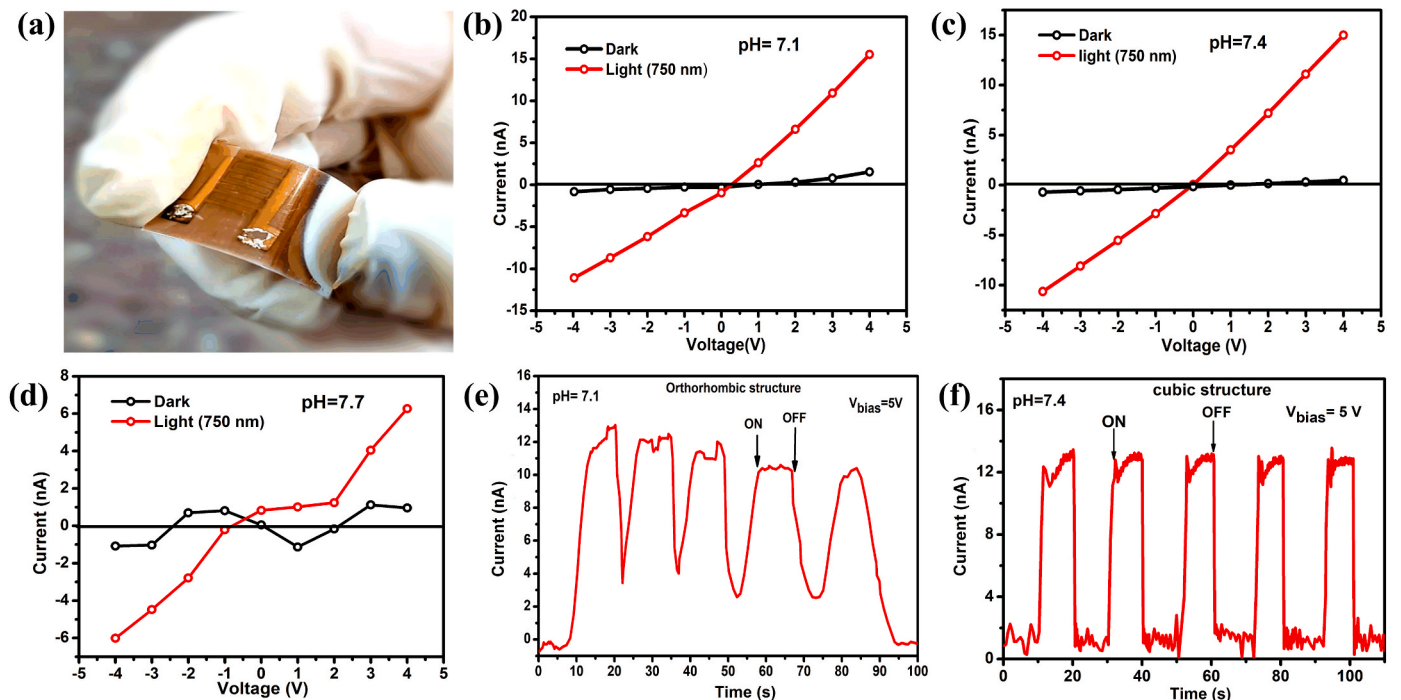 (a)
(b)
Dark
Light (750 nm)
pH= 7.1
Current (nA)
20
15
10
5
0
-5
-10
15
-5 -4 -3 -2 -1 0 1 2 3 4 5
Voltage(V)
(c)
Dark
light (750 nm)
pH=7.4
Current (nA)
15
10
5
0
5
-10
-5 -4 -3 -2 -1 0 1 2 3 4 5
Voltage (V)
(d)
Dark
Light (750 nm)
pH=7.7
Current (nA)
8
6
4
2
0
-2
-4
-6
-5 -4 -3 -2 -1 0 1 2 3 4 5
Voltage (V)
(e)
pH= 7.1
Orthorhombic structure
Vbias=5V
ON
OFF
Current (nA)
16
14
12
10
8
6
4
2
0
0 10 20 30 40 50 60 70 80 90 100
Time (s)
(f)
pH=7.4
cubic structure
Vbias= 5 V
ON
OFF
Current (nA)
16
12
8
4
0
0 20 40 60 80 100
Time (s)